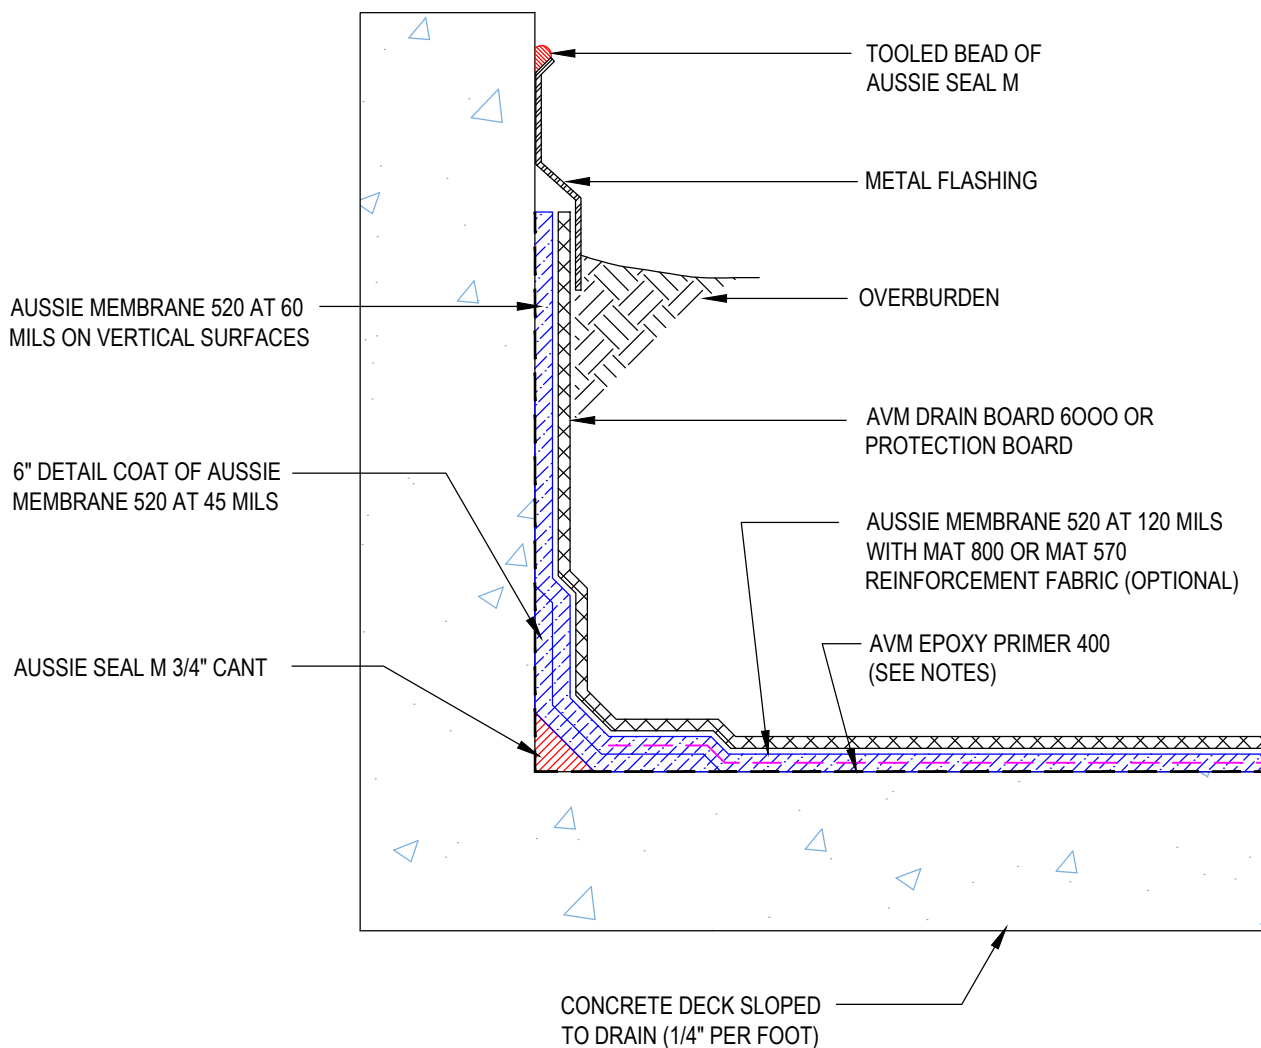 TOOLED BEAD OF
AUSSIE SEAL M
METAL FLASHING
OVERBURDEN
AUSSIE MEMBRANE 520 AT 60
MILS ON VERTICAL SURFACES
AVM DRAIN BOARD 6OOO OR
PROTECTION BOARD
6" DETAIL COAT OF AUSSIE
MEMBRANE 520 AT 45 MILS
AUSSIE MEMBRANE 520 AT 120 MILS
WITH MAT 800 OR MAT 570
REINFORCEMENT FABRIC (OPTIONAL)
AVM EPOXY PRIMER 400
(SEE NOTES)
AUSSIE SEAL M 3/4" CANT
CONCRETE DECK SLOPED
TO DRAIN (1/4" PER FOOT)